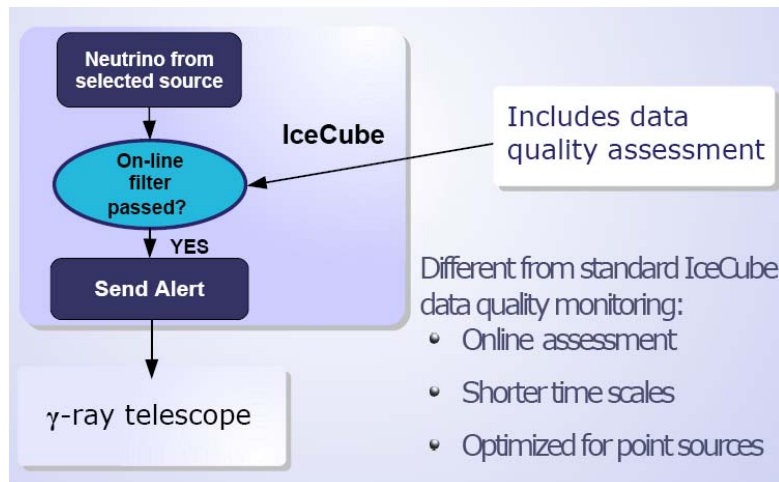 Neutrino from
selected source
IceCube
On-line
filter
passed?
YES
Send Alert
γ-ray telescope
Includes data
quality assessment
Different from standard IceCube
data quality monitoring:
• Online assessment
• Shorter time scales
• Optimized for point sources